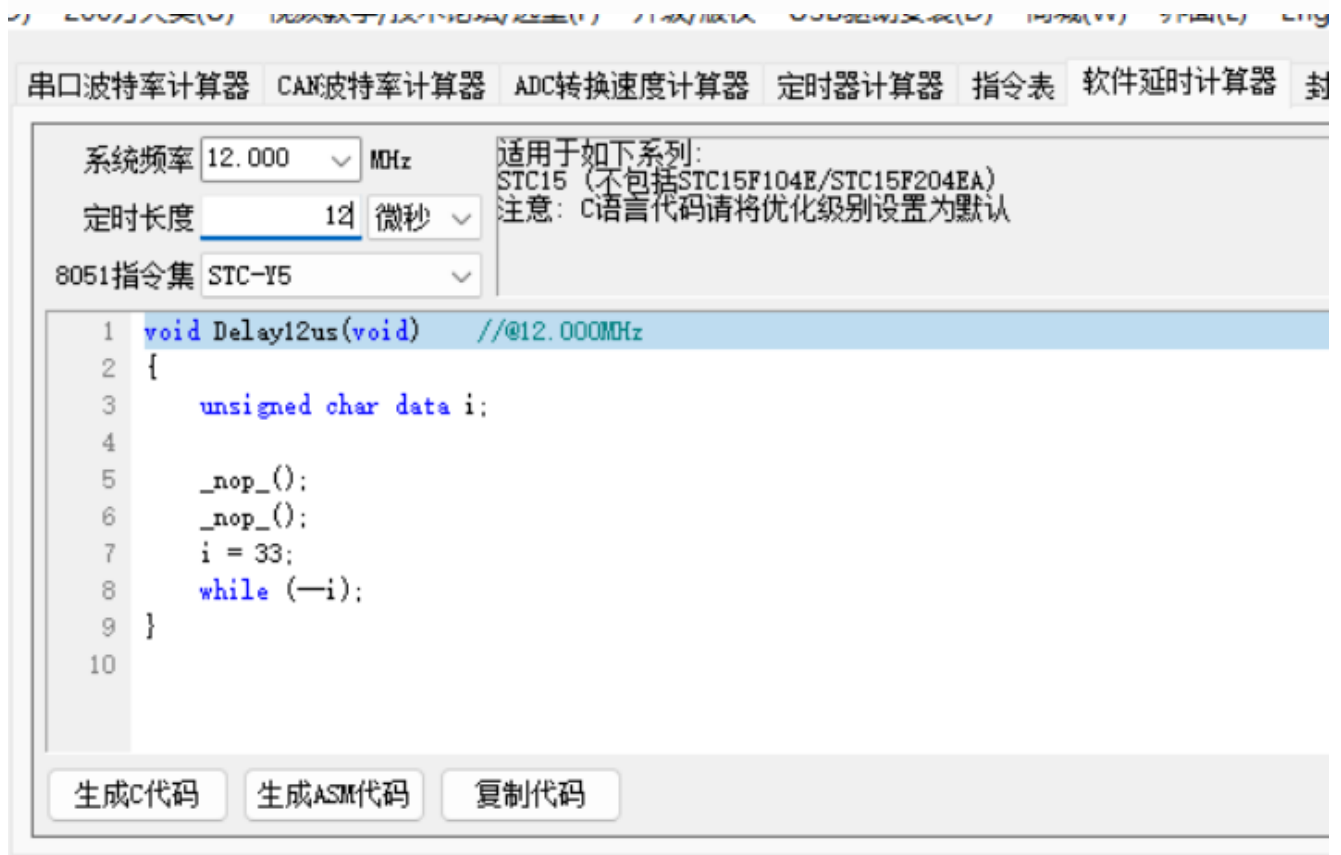 串口波特率计算器 CAN波特率计算器 ADC转换速度计算器 定时器计算器 指令表 软件延时计算器
系统频率 12.000 MHz
定时长度 12 微秒
8051指令集 STC-Y5
适用于如下系列:
STC15 (不包括STC15F104E/STC15F204EA)
注意: C语言代码请将优化级别设置为默认
1 void Delay12us(void) //@12.000MHz
2 {
3 unsigned char data i;
4
5 _nop_();
6 _nop_();
7 i = 33;
8 while (--i);
9 }
10
生成C代码 生成ASM代码 复制代码